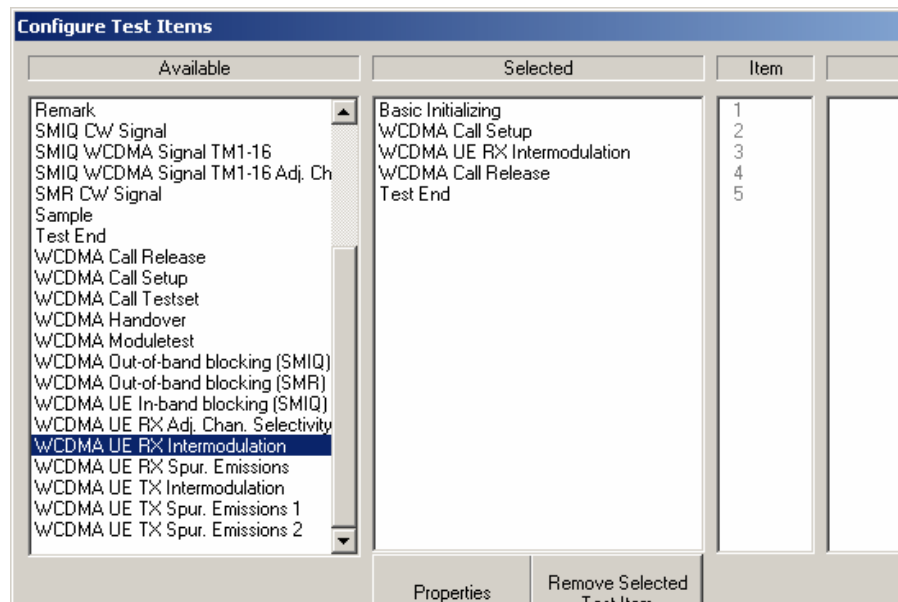 Configure Test Items
Available
Selected
Item
Remark
SMIQ CW Signal
SMIQ WCDMA Signal TM1-16
SMIQ WCDMA Signal TM1-16 Adj. Ch
SMR CW Signal
Sample
Test End
WCDMA Call Release
WCDMA Call Setup
WCDMA Call Testset
WCDMA Handover
WCDMA Moduletest
WCDMA Out-of-band blocking (SMIQ)
WCDMA Out-of-band blocking (SMR)
WCDMA UE In-band blocking (SMIQ)
WCDMA UE RX Adj. Chan. Selectivity
WCDMA UE RX Intermodulation
WCDMA UE RX Spur. Emissions
WCDMA UE TX Intermodulation
WCDMA UE TX Spur. Emissions 1
WCDMA UE TX Spur. Emissions 2
Basic Initializing
WCDMA Call Setup
WCDMA UE RX Intermodulation
WCDMA Call Release
Test End
1
2
3
4
5
Properties
Remove Selected
Test Item